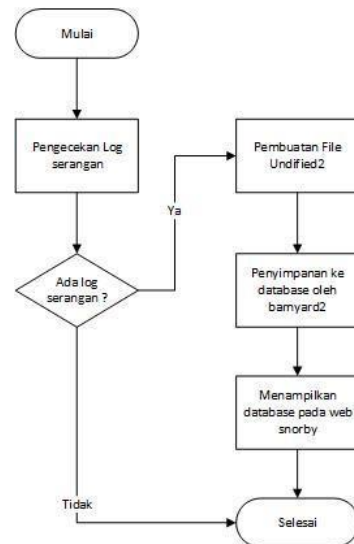 Mulai
Pengecekan Log
serangan
Ada log
serangan ?
Ya
Pembuatan File
Undified2
Penyimpanan ke
database oleh
barnyard2
Menampilkan
database pada web
snorby
Tidak
Selesai